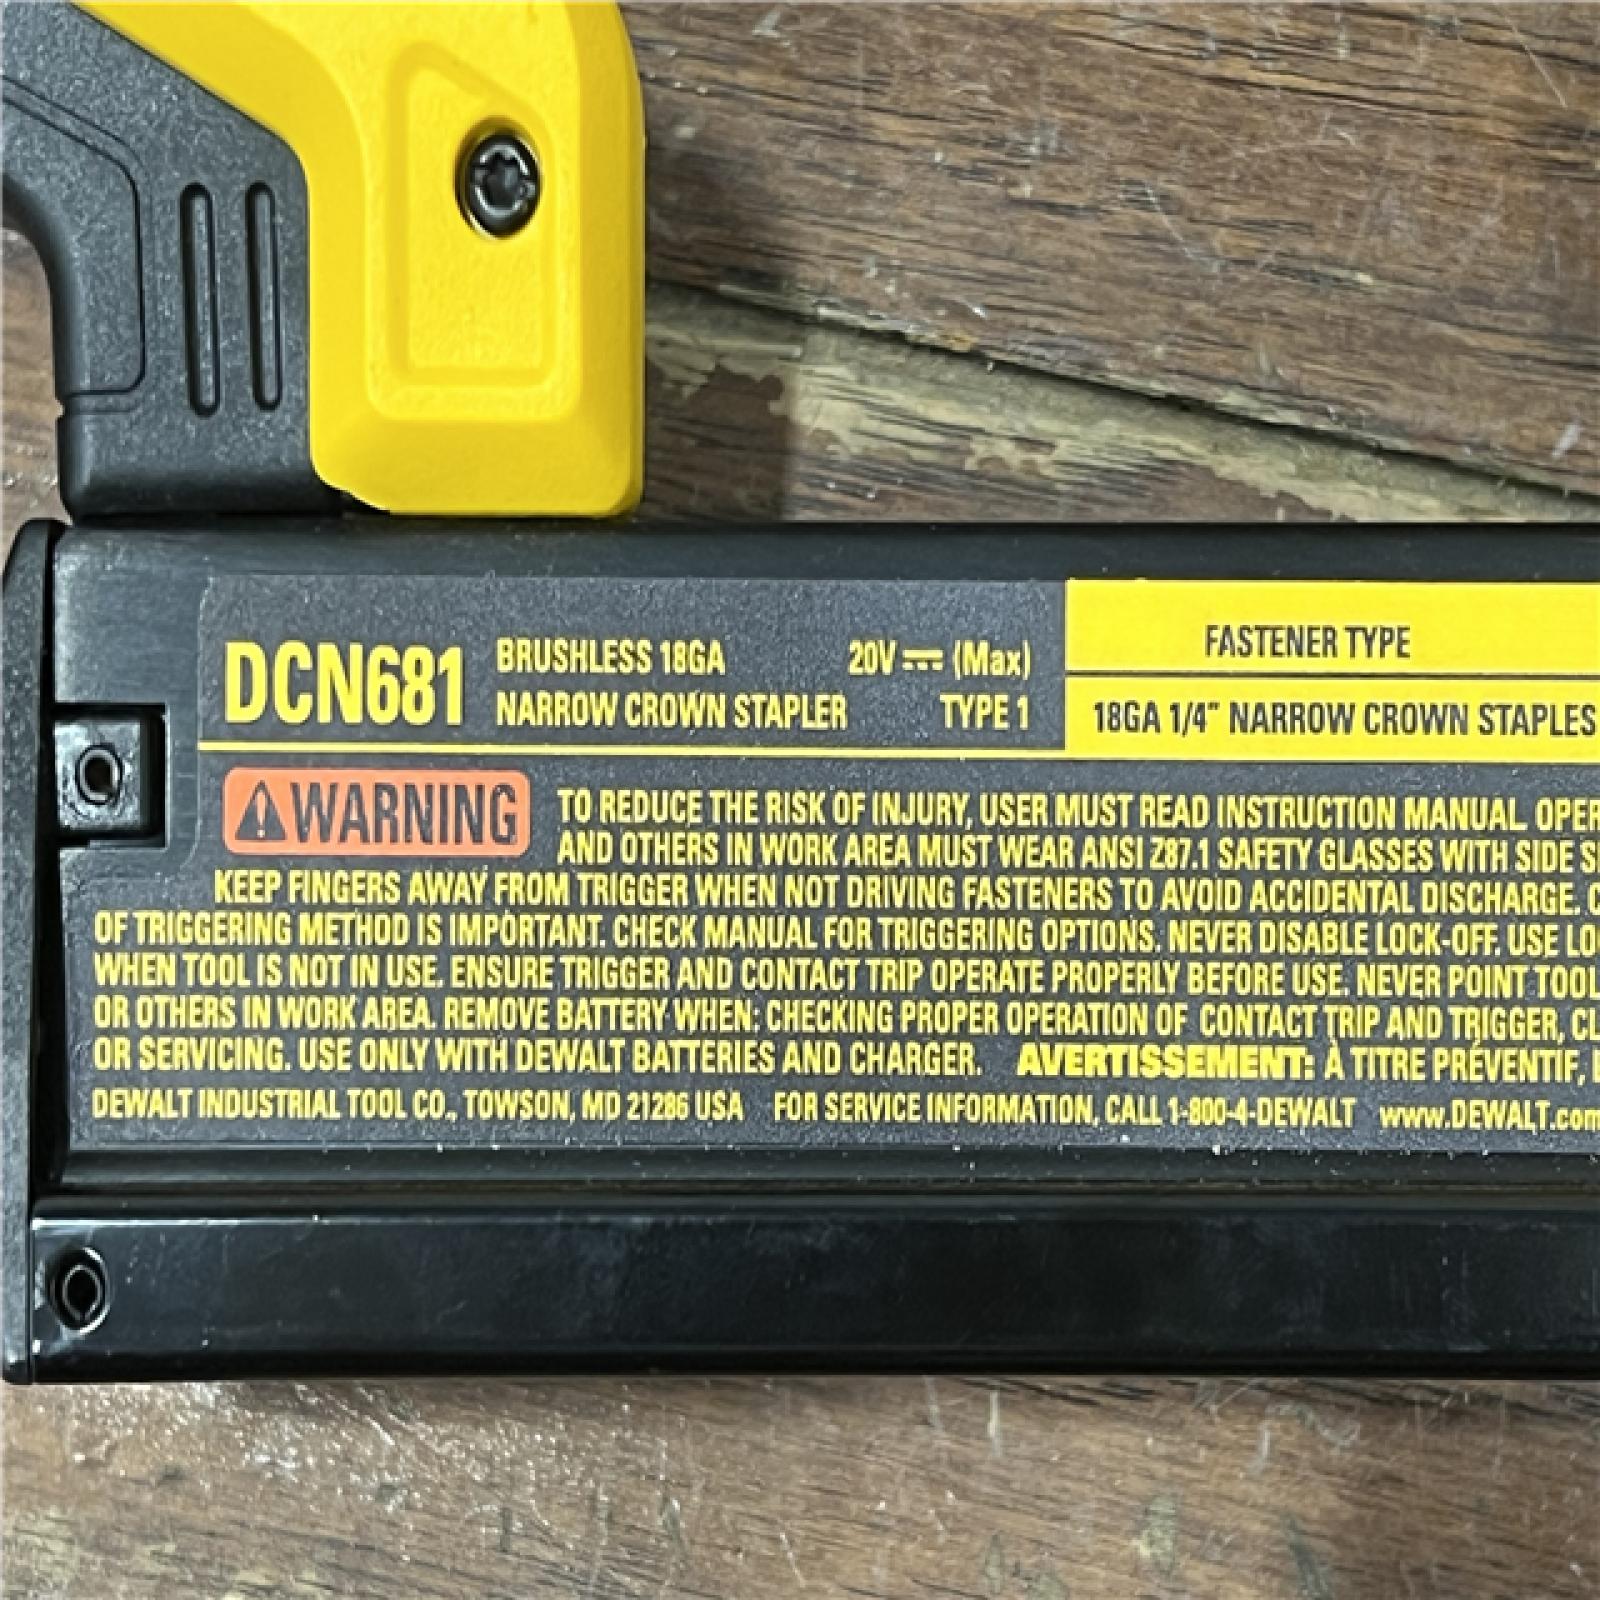 DCN681 BRUSHLESS 18GA 20V (Max)
NARROW CROWN STAPLER TYPE 1
FASTENER TYPE
18GA 1/4" NARROW CROWN STAPLES
WARNING TO REDUCE THE RISK OF INJURY, USER MUST READ INSTRUCTION MANUAL. OPER
AND OTHERS IN WORK AREA MUST WEAR ANSI Z87.1 SAFETY GLASSES WITH SIDE S
KEEP FINGERS AWAY FROM TRIGGER WHEN NOT DRIVING FASTENERS TO AVOID ACCIDENTAL DISCHARGE. C
OF TRIGGERING METHOD IS IMPORTANT. CHECK MANUAL FOR TRIGGERING OPTIONS. NEVER DISABLE LOCK-OFF. USE LO
WHEN TOOL IS NOT IN USE. ENSURE TRIGGER AND CONTACT TRIP OPERATE PROPERLY BEFORE USE. NEVER POINT TOOL
OR OTHERS IN WORK AREA. REMOVE BATTERY WHEN: CHECKING PROPER OPERATION OF CONTACT TRIP AND TRIGGER, CL
OR SERVICING. USE ONLY WITH DEWALT BATTERIES AND CHARGER. AVERTISSEMENT: À TITRE PRÉVENTIF,
DEWALT INDUSTRIAL TOOL CO., TOWSON, MD 21286 USA FOR SERVICE INFORMATION, CALL 1-800-4-DEWALT www.DEWALT.com